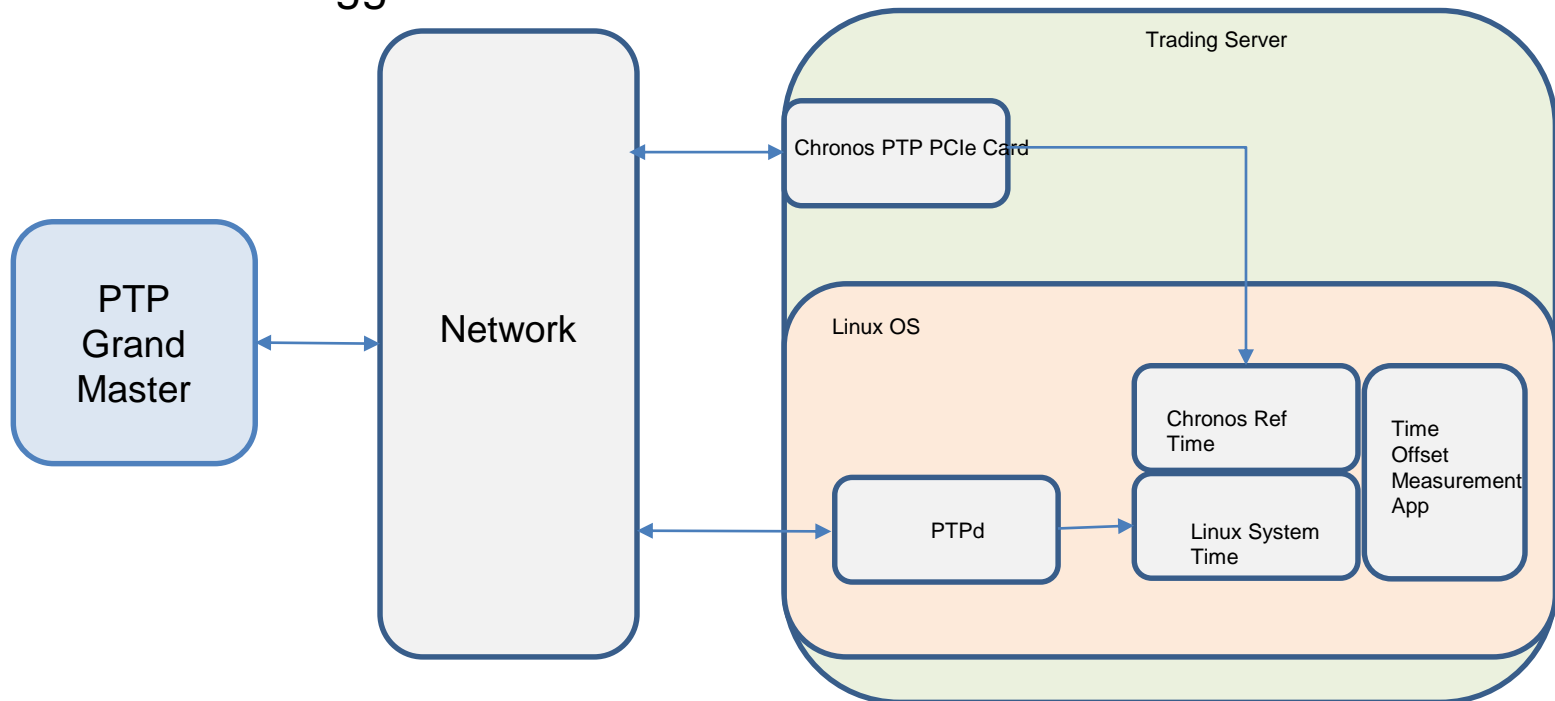 Trading Server
Chronos PTP PCIe Card
PTP
Grand
Master
Network
Linux OS
Chronos Ref
Time
Time
Offset
Measurement
App
PTPd
Linux System
Time